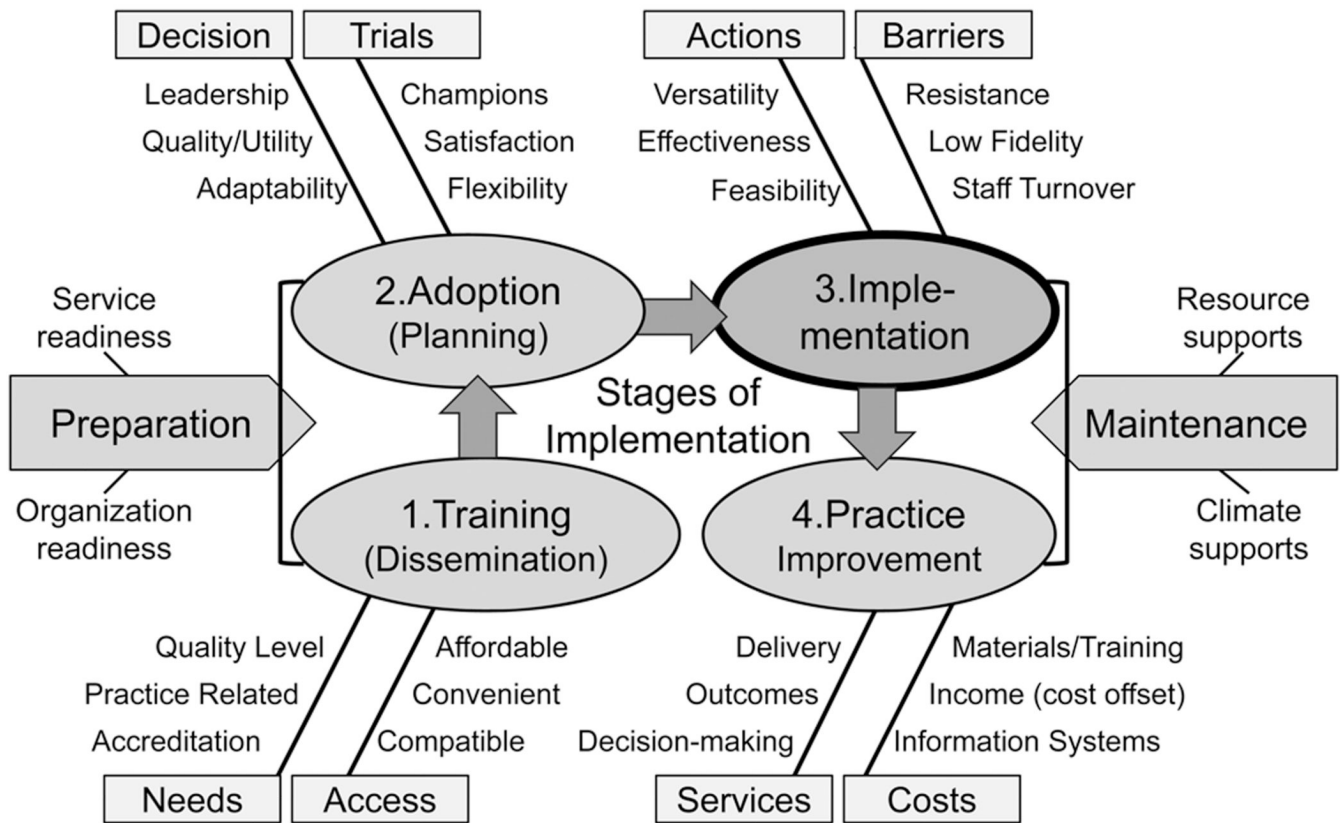 Decision
Trials
Actions
Barriers
Leadership
Quality/Utility
Adaptability
Champions
Satisfaction
Flexibility
Versatility
Effectiveness
Feasibility
Resistance
Low Fidelity
Staff Turnover
2.Adoption
(Planning)
3.Imple-
mentation
Service
readiness
Preparation
Organization
readiness
Stages of
Implementation
Resource
supports
Maintenance
Climate
supports
1.Training
(Dissemination)
4.Practice
Improvement
Quality Level
Practice Related
Accreditation
Affordable
Convenient
Compatible
Delivery
Outcomes
Decision-making
Materials/Training
Income (cost offset)
Information Systems
Needs
Access
Services
Costs